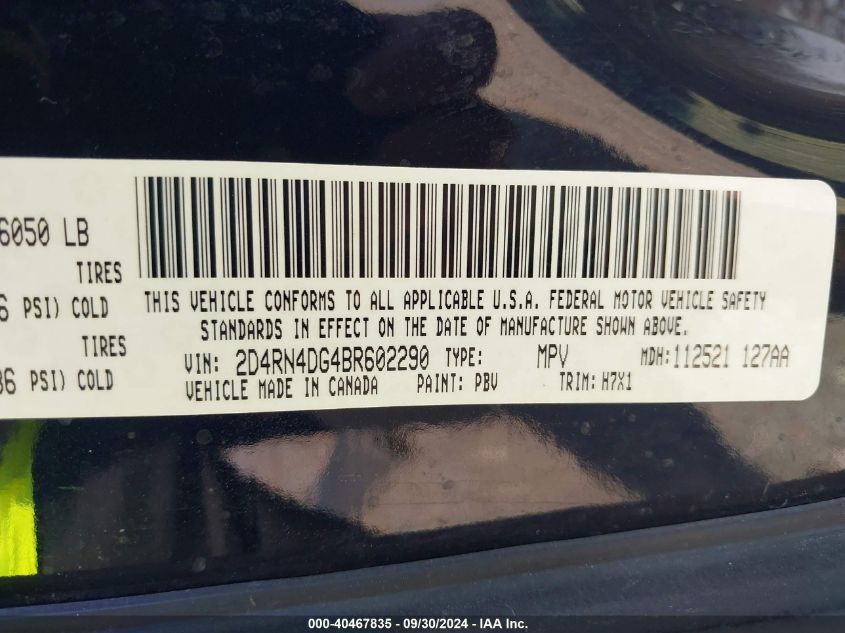 6050 LB
TIRES
6 PSI) COLD
36 PSI) COLD
THIS VEHICLE CONFORMS TO ALL APPLICABLE U.S.A. FEDERAL MOTOR VEHICLE SAFETY
STANDARDS IN EFFECT ON THE DATE OF MANUFACTURE SHOWN ABOVE.
VIN: 2D4RN4DG4BR602290 TYPE: MPV MDH: 112521 127AA
VEHICLE MADE IN CANADA PAINT: PBV TRIM: H7X1
000-40467835 - 09/30/2024 - IAA Inc.